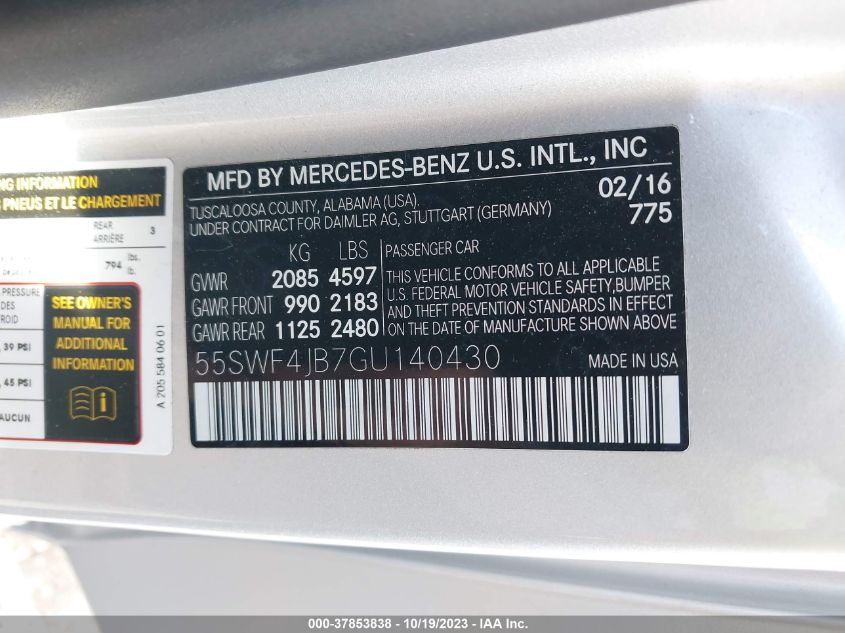 NG INFORMATION
PNEUS ET LE CHARGEMENT
REAR
ARRIÈRE
3
794 lbs.
lb.
PRESSURE
DES
ROID
, 39 PSI
, 45 PSI
AUCUN
SEE OWNER'S
MANUAL FOR
ADDITIONAL
INFORMATION
A 205 584 06 01
MFD BY MERCEDES-BENZ U.S. INTL., INC
TUSCALOOSA COUNTY, ALABAMA (USA). 02/16
UNDER CONTRACT FOR DAIMLER AG, STUTTGART (GERMANY) 775
KG LBS
GVWR 2085 4597
GAWR FRONT 990 2183
GAWR REAR 1125 2480
PASSENGER CAR
THIS VEHICLE CONFORMS TO ALL APPLICABLE
U.S. FEDERAL MOTOR VEHICLE SAFETY,BUMPER
AND THEFT PREVENTION STANDARDS IN EFFECT
ON THE DATE OF MANUFACTURE SHOWN ABOVE
55SWF4JB7GU140430
MADE IN USA
000-37853838 - 10/19/2023 - IAA Inc.